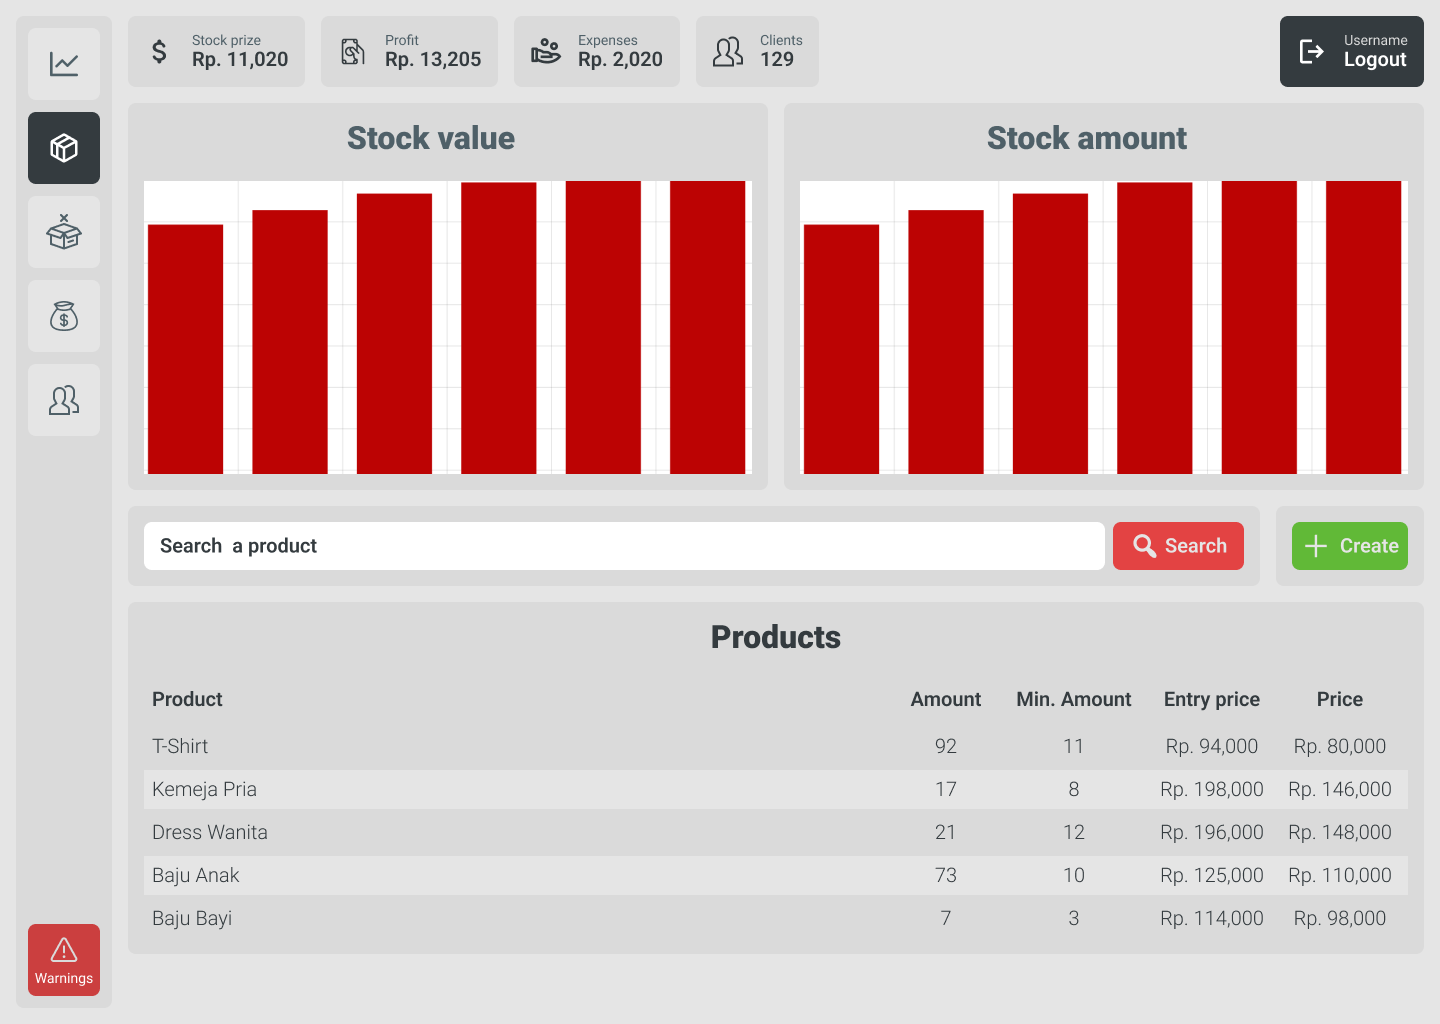 Stock prize
Rp. 11,020
Profit
Rp. 13,205
Expenses
Rp. 2,020
Clients
129
Username
Logout
Stock value
Stock amount
Search  a product
Search
Create
Products
Product Amount Min. Amount Entry price Price
T-Shirt 92 11 Rp. 94,000 Rp. 80,000
Kemeja Pria 17 8 Rp. 198,000 Rp. 146,000
Dress Wanita 21 12 Rp. 196,000 Rp. 148,000
Baju Anak 73 10 Rp. 125,000 Rp. 110,000
Baju Bayi 7 3 Rp. 114,000 Rp. 98,000
Warnings